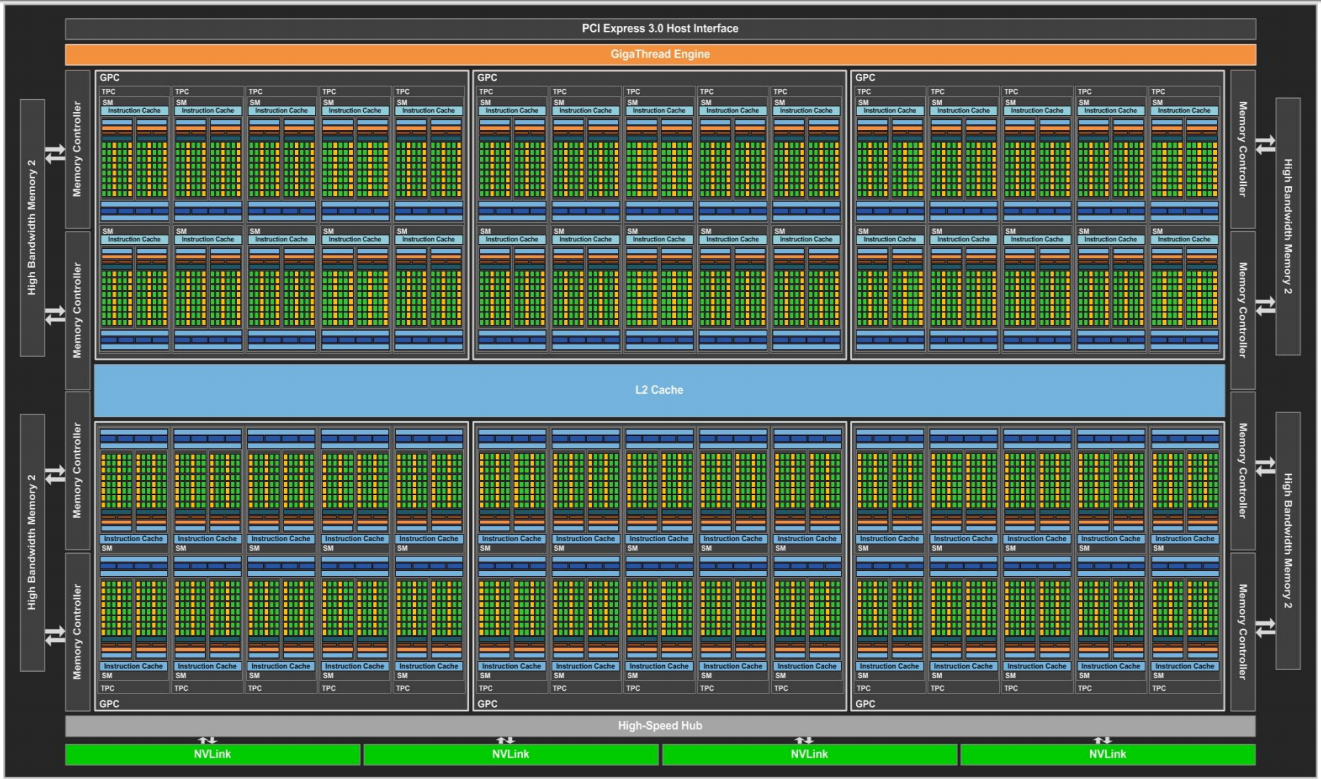 PCI Express 3.0 Host Interface
GigaThread Engine
High Bandwidth Memory 2
Memory Controller
Memory Controller
GPC
TPC TPC TPC TPC TPC
SM SM SM SM SM
Instruction Cache Instruction Cache Instruction Cache Instruction Cache Instruction Cache
SM SM SM SM SM
Instruction Cache Instruction Cache Instruction Cache Instruction Cache Instruction Cache
GPC
TPC TPC TPC TPC TPC
SM SM SM SM SM
Instruction Cache Instruction Cache Instruction Cache Instruction Cache Instruction Cache
SM SM SM SM SM
Instruction Cache Instruction Cache Instruction Cache Instruction Cache Instruction Cache
GPC
TPC TPC TPC TPC TPC
SM SM SM SM SM
Instruction Cache Instruction Cache Instruction Cache Instruction Cache Instruction Cache
SM SM SM SM SM
Instruction Cache Instruction Cache Instruction Cache Instruction Cache Instruction Cache
Memory Controller
Memory Controller
High Bandwidth Memory 2
L2 Cache
High Bandwidth Memory 2
Memory Controller
Memory Controller
Instruction Cache Instruction Cache Instruction Cache Instruction Cache Instruction Cache
SM SM SM SM SM
Instruction Cache Instruction Cache Instruction Cache Instruction Cache Instruction Cache
SM SM SM SM SM
TPC TPC TPC TPC TPC
GPC
Instruction Cache Instruction Cache Instruction Cache Instruction Cache Instruction Cache
SM SM SM SM SM
Instruction Cache Instruction Cache Instruction Cache Instruction Cache Instruction Cache
SM SM SM SM SM
TPC TPC TPC TPC TPC
GPC
Instruction Cache Instruction Cache Instruction Cache Instruction Cache Instruction Cache
SM SM SM SM SM
Instruction Cache Instruction Cache Instruction Cache Instruction Cache Instruction Cache
SM SM SM SM SM
TPC TPC TPC TPC TPC
GPC
Memory Controller
Memory Controller
High Bandwidth Memory 2
High-Speed Hub
NVLink NVLink NVLink NVLink